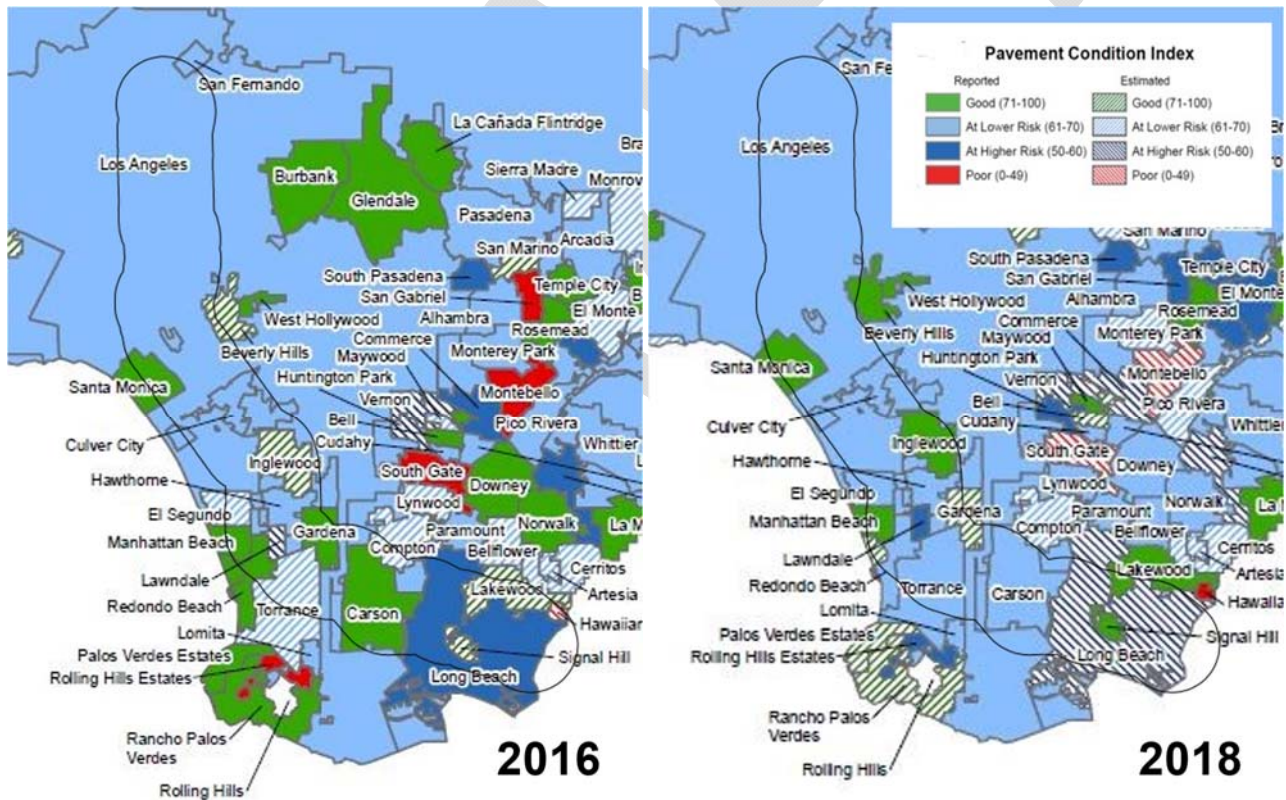 San Fernando
La Cañada Flintridge
Los Angeles
Bra
Burbank
Sierra Madre
Monrov
Glendale
Pasadena
San Marino
Arcadia
South Pasadena
Temple City
San Gabriel
El Monte
West Hollywood
Alhambra
Rosemead
Commerce
Beverly Hills
Maywood
Monterey Park
Santa Monica
Huntington Park
Montebello
Vernon
Bell
Pico Rivera
Culver City
Cudahy
Whittier
Inglewood
South Gate
Hawthorne
Downey
El Segundo
Lynwood
Gardena
Paramount
Norwalk
La M
Manhattan Beach
Compton
Bellflower
Lawndale
Cerritos
Redondo Beach
Torrance
Carson
Lakewood
Artesia
Lomita
Hawaiian
Palos Verdes Estates
Signal Hill
Rolling Hills Estates
Long Beach
Rancho Palos
Verdes
Rolling Hills
2016
Pavement Condition Index
Reported
Estimated
Good (71-100)
Good (71-100)
At Lower Risk (61-70)
At Lower Risk (61-70)
At Higher Risk (50-60)
At Higher Risk (50-60)
Poor (0-49)
Poor (0-49)
San Fe
Los Angeles
San Marino
South Pasadena
Temple City
San Gabriel
El Monte
West Hollywood
Alhambra
Rosemead
Commerce
Beverly Hills
Monterey Park
Maywood
Huntington Park
Santa Monica
Vernon
Montebello
Bell
Pico Rivera
Culver City
Cudahy
Whittier
Inglewood
South Gate
Hawthorne
Downey
Lynwood
El Segundo
Norwalk
Gardena
La
Manhattan Beach
Paramount
Compton
Bellflower
Lawndale
Cerritos
Lakewood
Redondo Beach
Torrance
Carson
Artesia
Lomita
Hawaiia
Palos Verdes Estates
Signal Hill
Rolling Hills Estates
Long Beach
Rancho Palos
Verdes
Rolling Hills
2018